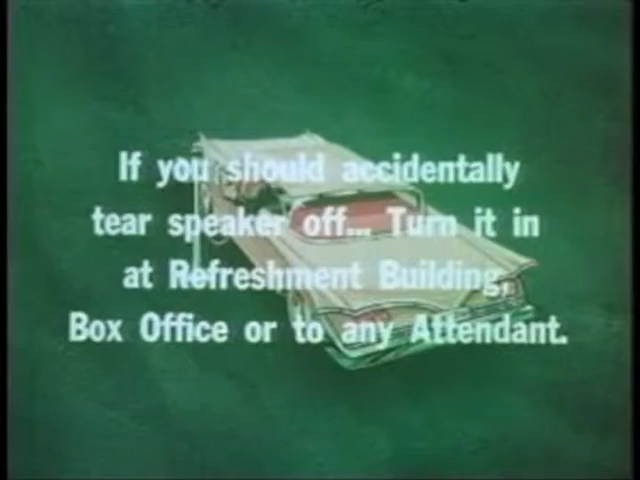 If you should accidentally
tear speaker off... Turn it in
at Refreshment Building,
Box Office or to any Attendant.